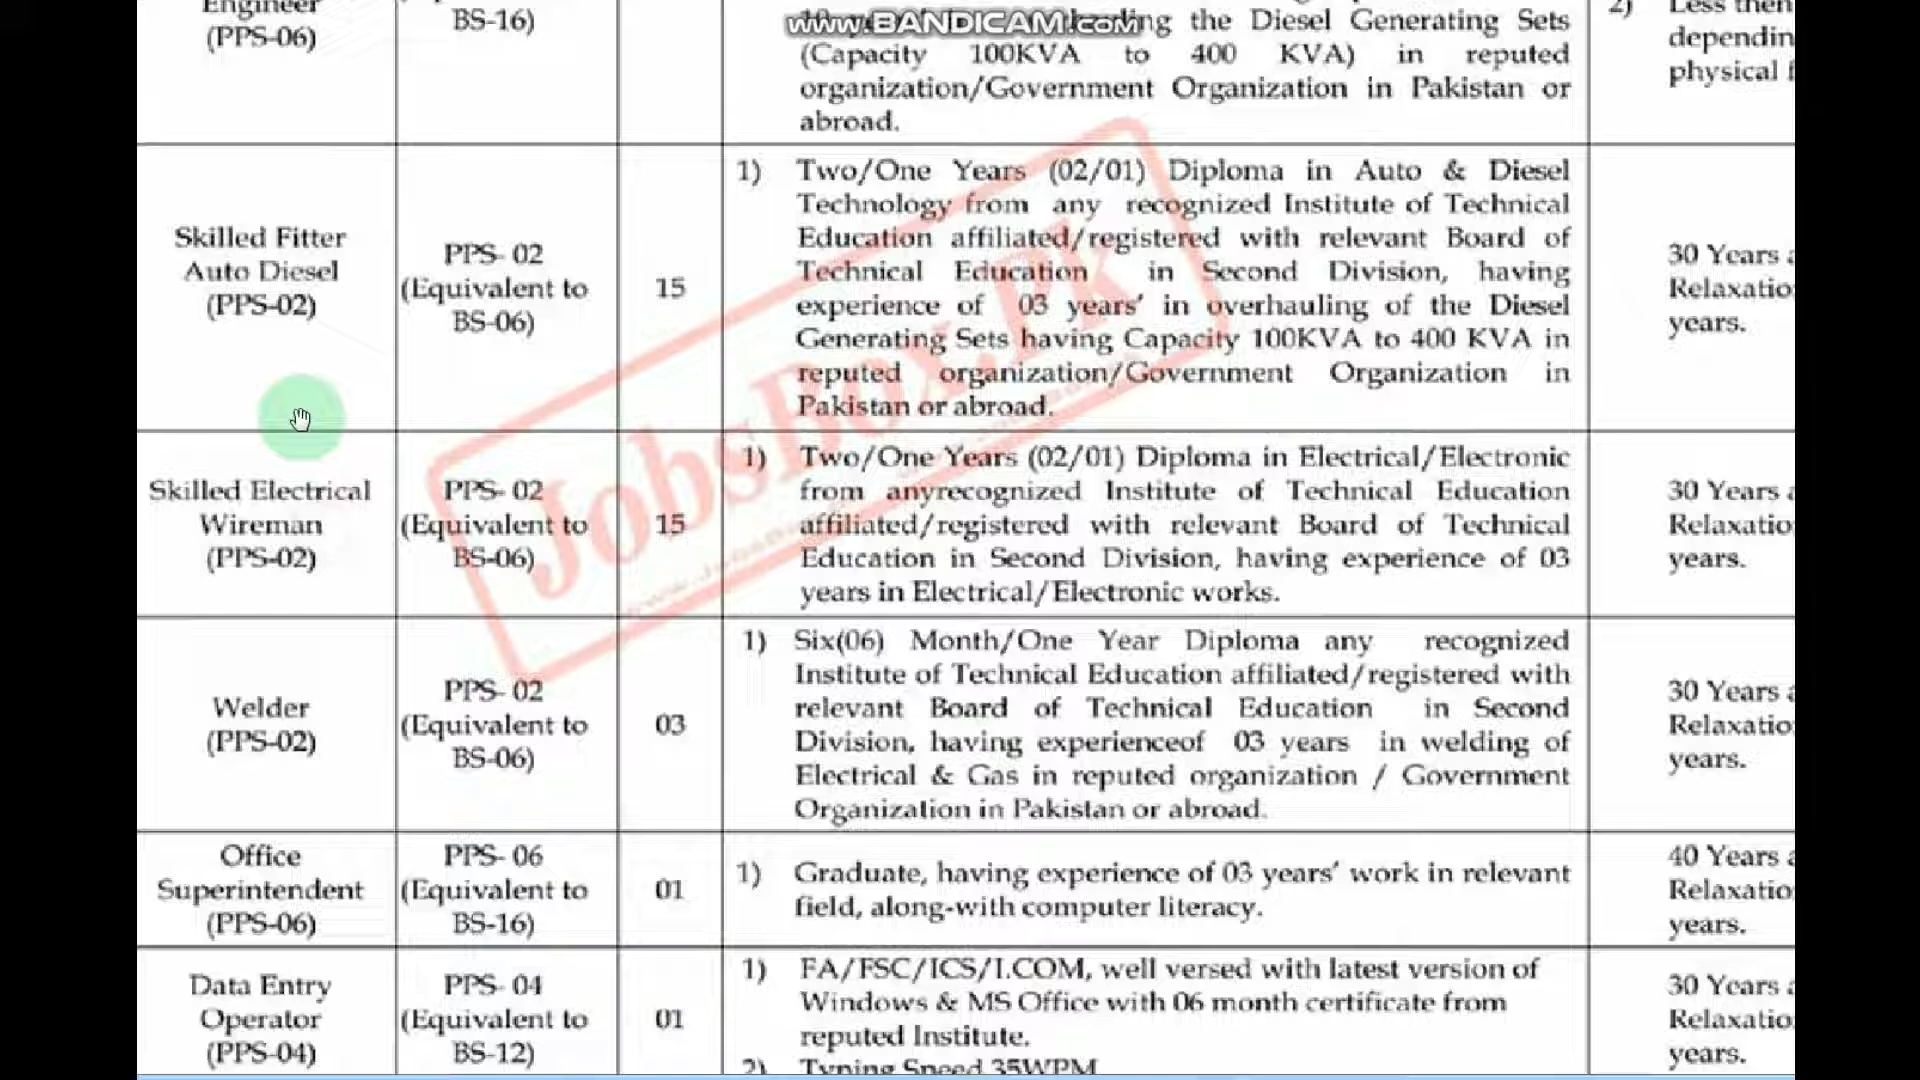 Engineer
(PPS-06)
BS-16)
www.BANDICAM.com
the Diesel Generating Sets
(Capacity 100KVA to 400 KVA) in reputed
organization/Government Organization in Pakistan or
abroad.
2) Less then
dependin
physical f
Skilled Fitter
Auto Diesel
(PPS-02)
PPS- 02
(Equivalent to
BS-06)
15
1) Two/One Years (02/01) Diploma in Auto & Diesel
Technology from any recognized Institute of Technical
Education affiliated/registered with relevant Board of
Technical Education in Second Division, having
experience of 03 years' in overhauling of the Diesel
Generating Sets having Capacity 100KVA to 400 KVA in
reputed organization/Government Organization in
Pakistan or abroad.
30 Years a
Relaxatio
years.
Skilled Electrical
Wireman
(PPS-02)
PPS- 02
(Equivalent to
BS-06)
15
1) Two/One Years (02/01) Diploma in Electrical/Electronic
from anyrecognized Institute of Technical Education
affiliated/registered with relevant Board of Technical
Education in Second Division, having experience of 03
years in Electrical/Electronic works.
30 Years a
Relaxatio
years.
JobsBox.Pk
Welder
(PPS-02)
PPS- 02
(Equivalent to
BS-06)
03
1) Six(06) Month/One Year Diploma any recognized
Institute of Technical Education affiliated/registered with
relevant Board of Technical Education in Second
Division, having experienceof 03 years in welding of
Electrical & Gas in reputed organization / Government
Organization in Pakistan or abroad.
30 Years a
Relaxatio
years.
Office
Superintendent
(PPS-06)
PPS- 06
(Equivalent to
BS-16)
01
1) Graduate, having experience of 03 years' work in relevant
field, along-with computer literacy.
40 Years a
Relaxatio
years.
Data Entry
Operator
(PPS-04)
PPS- 04
(Equivalent to
BS-12)
01
1) FA/FSC/ICS/I.COM, well versed with latest version of
Windows & MS Office with 06 month certificate from
reputed Institute.
2) Typing Speed 35WPM
30 Years a
Relaxatio
years.